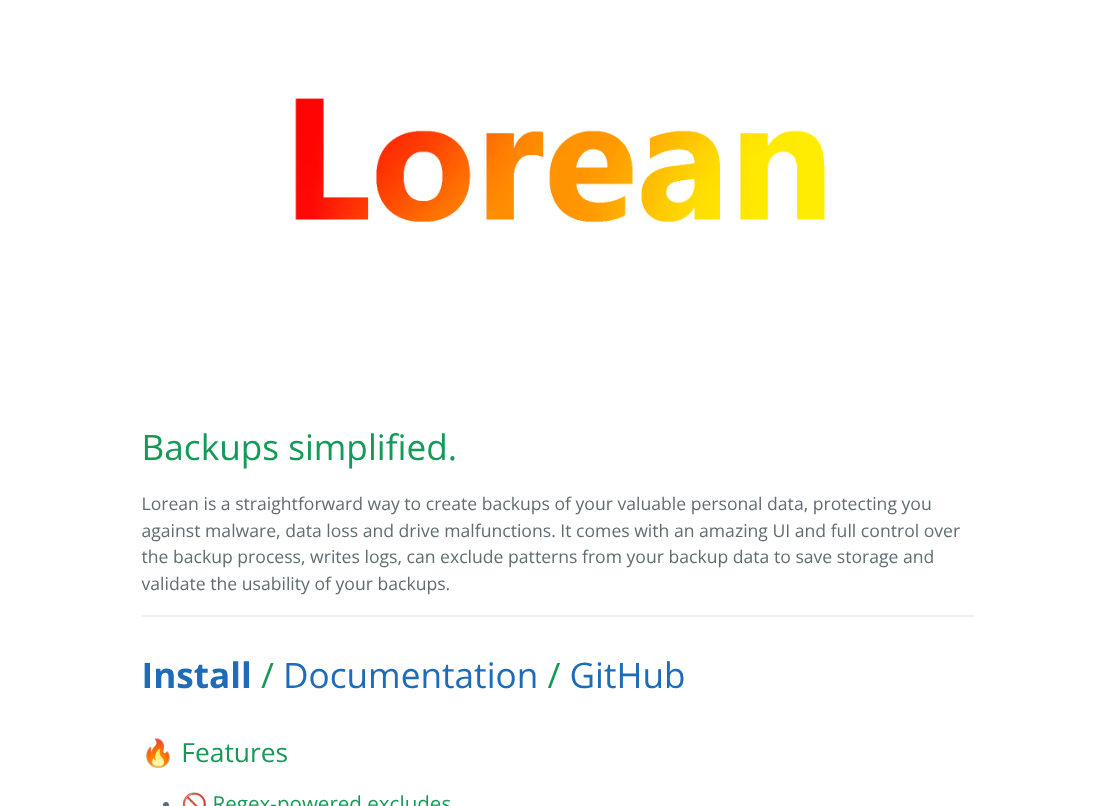 Lorean
Backups simplified.
Lorean is a straightforward way to create backups of your valuable personal data, protecting you
against malware, data loss and drive malfunctions. It comes with an amazing UI and full control over
the backup process, writes logs, can exclude patterns from your backup data to save storage and
validate the usability of your backups.
Install / Documentation / GitHub
🔥 Features
• 🚫 Regex-powered excludes